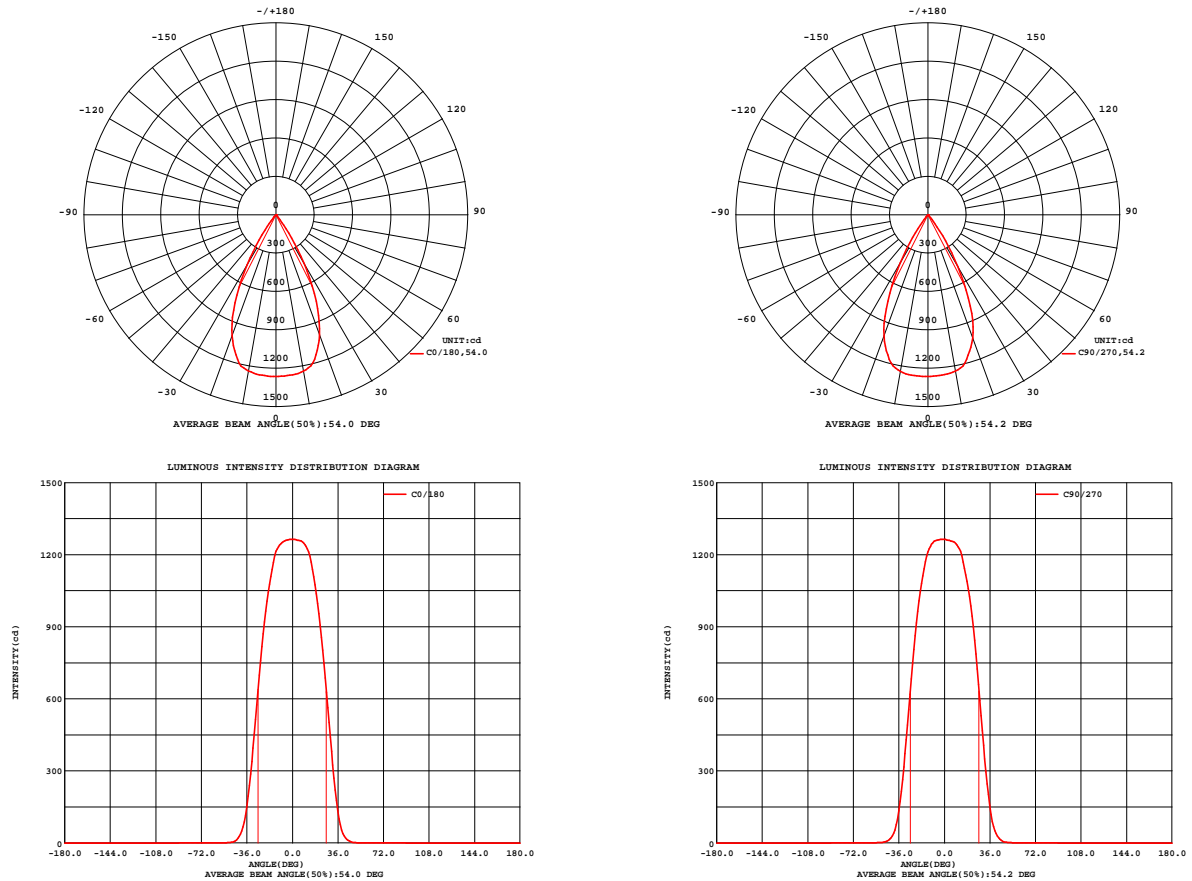 -/+180
-150 150
-120 120
-90 90
0
300
600
900
1200
1500
-60 60
-30 30
0
UNIT:cd
C0/180,54.0
AVERAGE BEAM ANGLE(50%):54.0 DEG
-/+180
-150 150
-120 120
-90 90
0
300
600
900
1200
1500
-60 60
-30 30
0
UNIT:cd
C90/270,54.2
AVERAGE BEAM ANGLE(50%):54.2 DEG
LUMINOUS INTENSITY DISTRIBUTION DIAGRAM
C0/180
INTENSITY(cd)
1500
1200
900
600
300
0
-180.0 -144.0 -108.0 -72.0 -36.0 0.0 36.0 72.0 108.0 144.0 180.0
ANGLE(DEG)
AVERAGE BEAM ANGLE(50%):54.0 DEG
LUMINOUS INTENSITY DISTRIBUTION DIAGRAM
C90/270
INTENSITY(cd)
1500
1200
900
600
300
0
-180.0 -144.0 -108.0 -72.0 -36.0 0.0 36.0 72.0 108.0 144.0 180.0
ANGLE(DEG)
AVERAGE BEAM ANGLE(50%):54.2 DEG